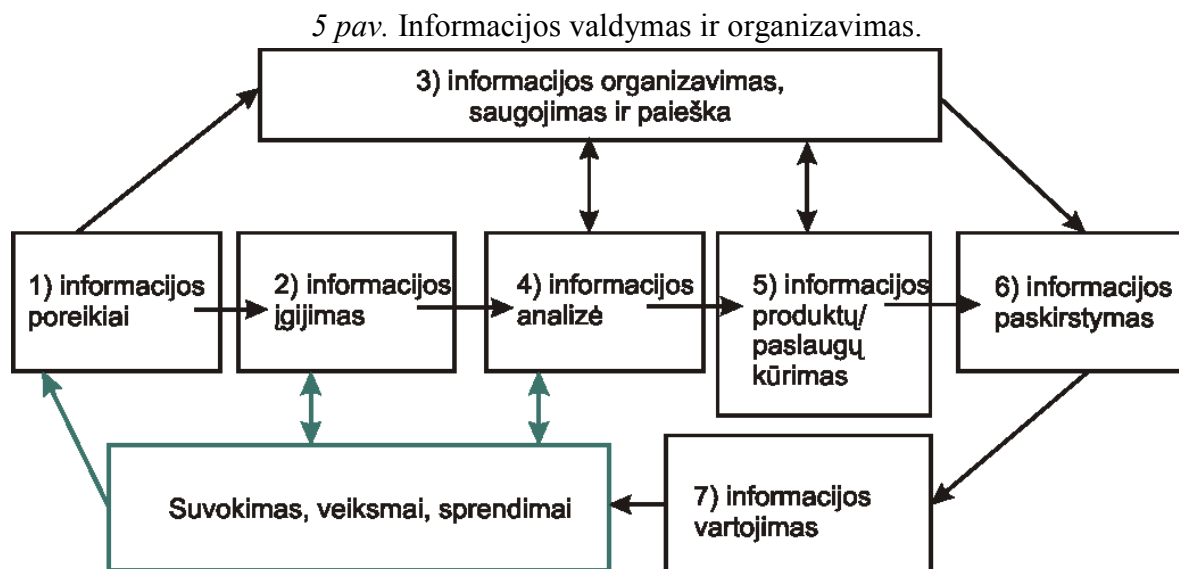 5 pav. Informacijos valdymas ir organizavimas.
3) informacijos organizavimas,
saugojimas ir paieška
1) informacijos
poreikiai
2) informacijos
įgijimas
4) informacijos
analizė
5) informacijos
produktų/
paslaugų
kūrimas
6) informacijos
paskirstymas
Suvokimas, veiksmai, sprendimai
7) informacijos
vartojimas